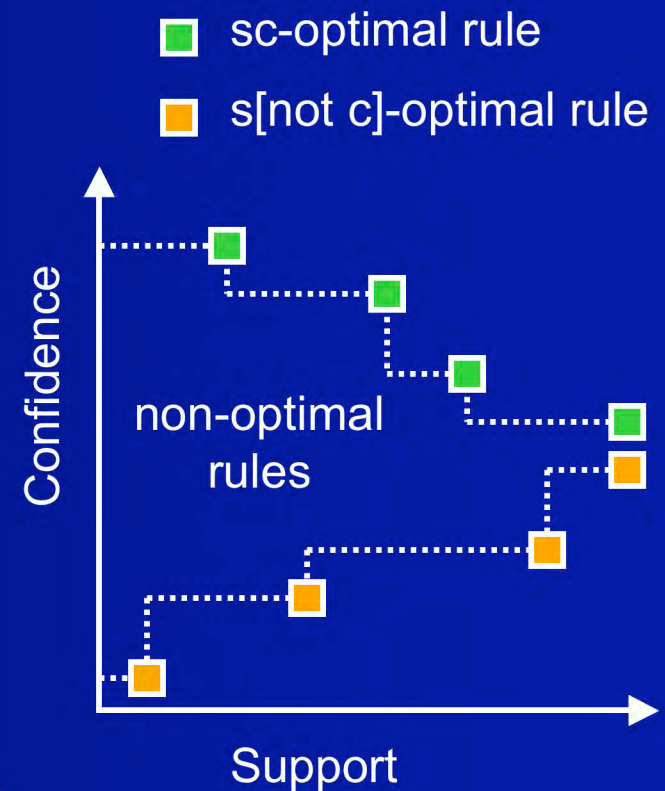 sc-optimal rule
s[not c]-optimal rule
Confidence
non-optimal
rules
Support